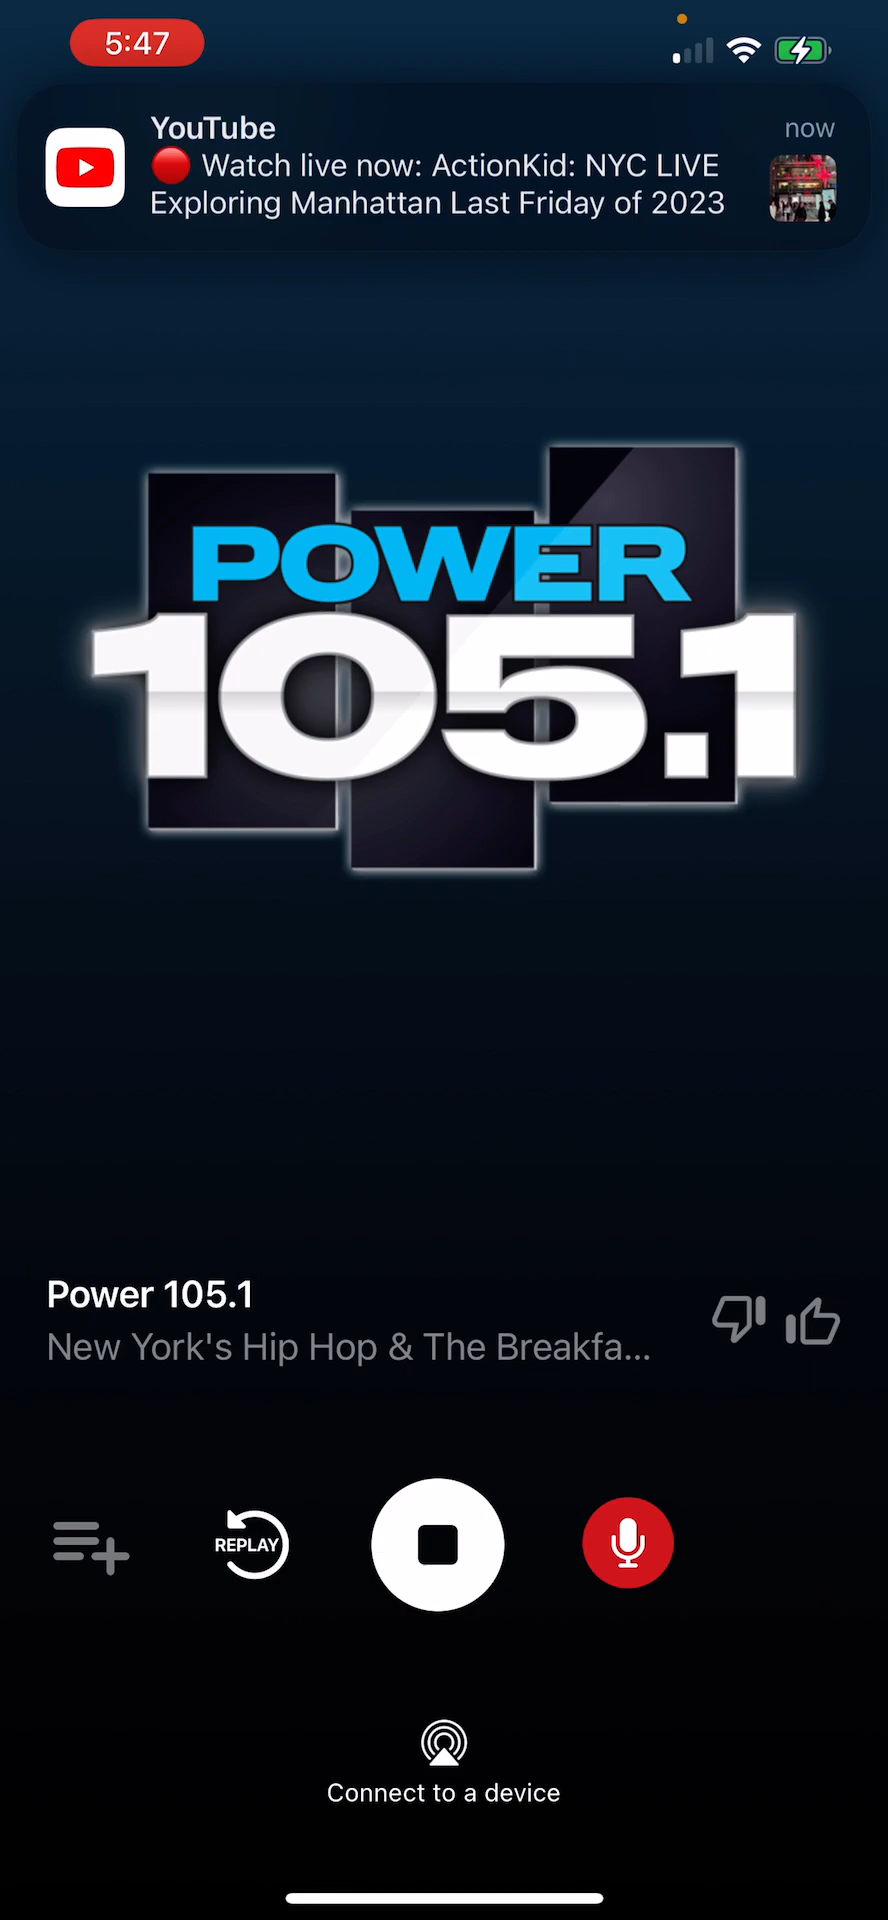 5:47
YouTube
now
🔴 Watch live now: ActionKid: NYC LIVE
Exploring Manhattan Last Friday of 2023
POWER
105.1
Power 105.1
New York's Hip Hop & The Breakfa...
REPLAY
Connect to a device